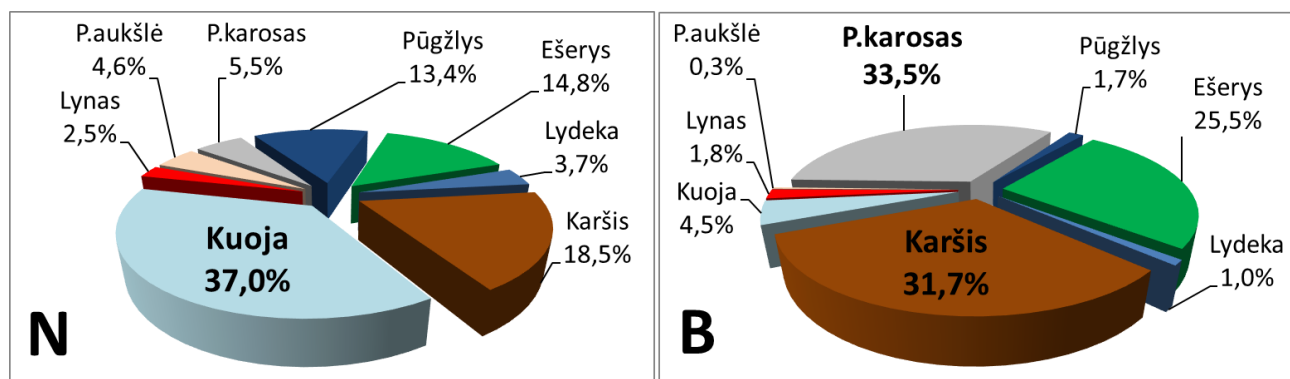 P.aukšlė
4,6%
P.karosas
5,5%
Pūgžlys
13,4%
Ešerys
14,8%
Lynas
2,5%
Lydeka
3,7%
Karšis
18,5%
Kuoja
37,0%
N
P.aukšlė
0,3%
P.karosas
33,5%
Pūgžlys
1,7%
Ešerys
25,5%
Lynas
1,8%
Kuoja
4,5%
Lydeka
1,0%
Karšis
31,7%
B